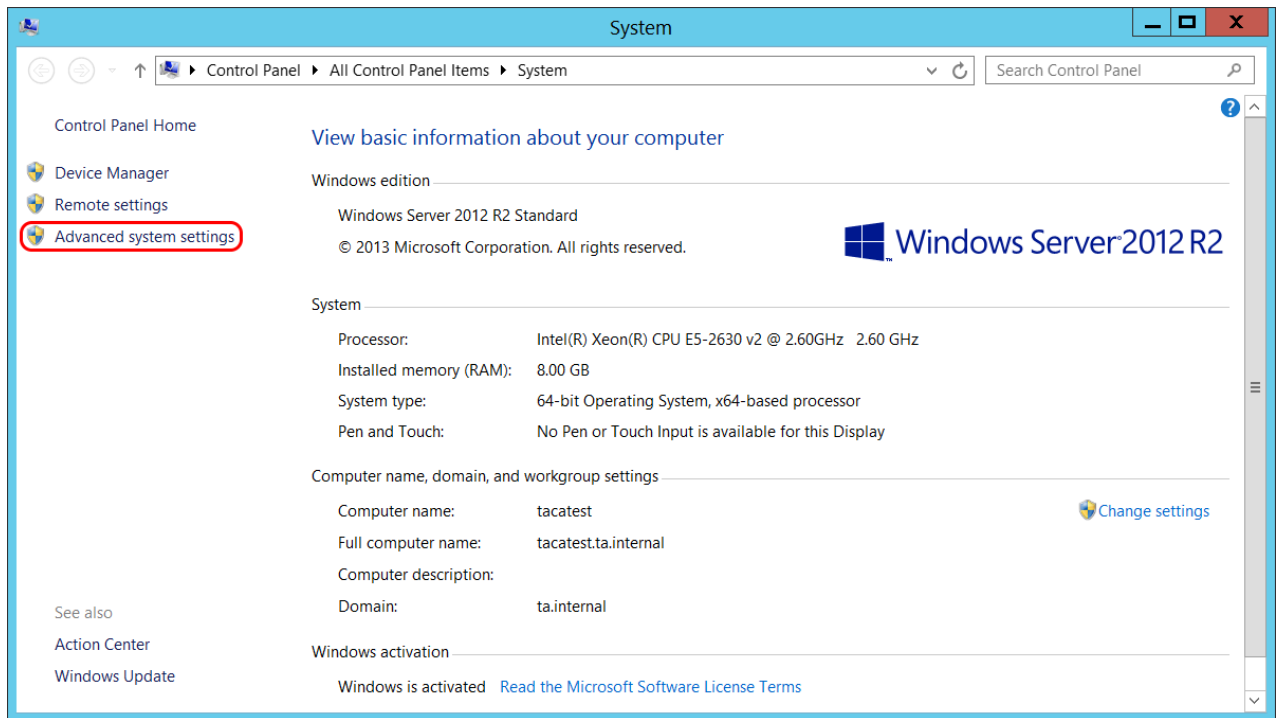 System
Control Panel All Control Panel Items System
Search Control Panel
Control Panel Home
Device Manager
Remote settings
Advanced system settings
See also
Action Center
Windows Update
View basic information about your computer
Windows edition
Windows Server 2012 R2 Standard
© 2013 Microsoft Corporation. All rights reserved.
Windows Server 2012 R2
System
Processor: Intel(R) Xeon(R) CPU E5-2630 v2 @ 2.60GHz 2.60 GHz
Installed memory (RAM): 8.00 GB
System type: 64-bit Operating System, x64-based processor
Pen and Touch: No Pen or Touch Input is available for this Display
Computer name, domain, and workgroup settings
Computer name: tacatest
Change settings
Full computer name: tacatest.ta.internal
Computer description:
Domain: ta.internal
Windows activation
Windows is activated Read the Microsoft Software License Terms